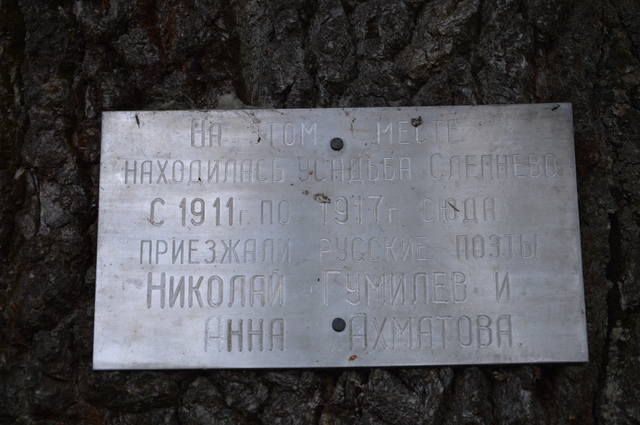 На этом месте
находилась усадьба Слепнево
с 1911г. по 1917г. сюда
приезжали русские поэты
Николай Гумилев и
Анна Ахматова.